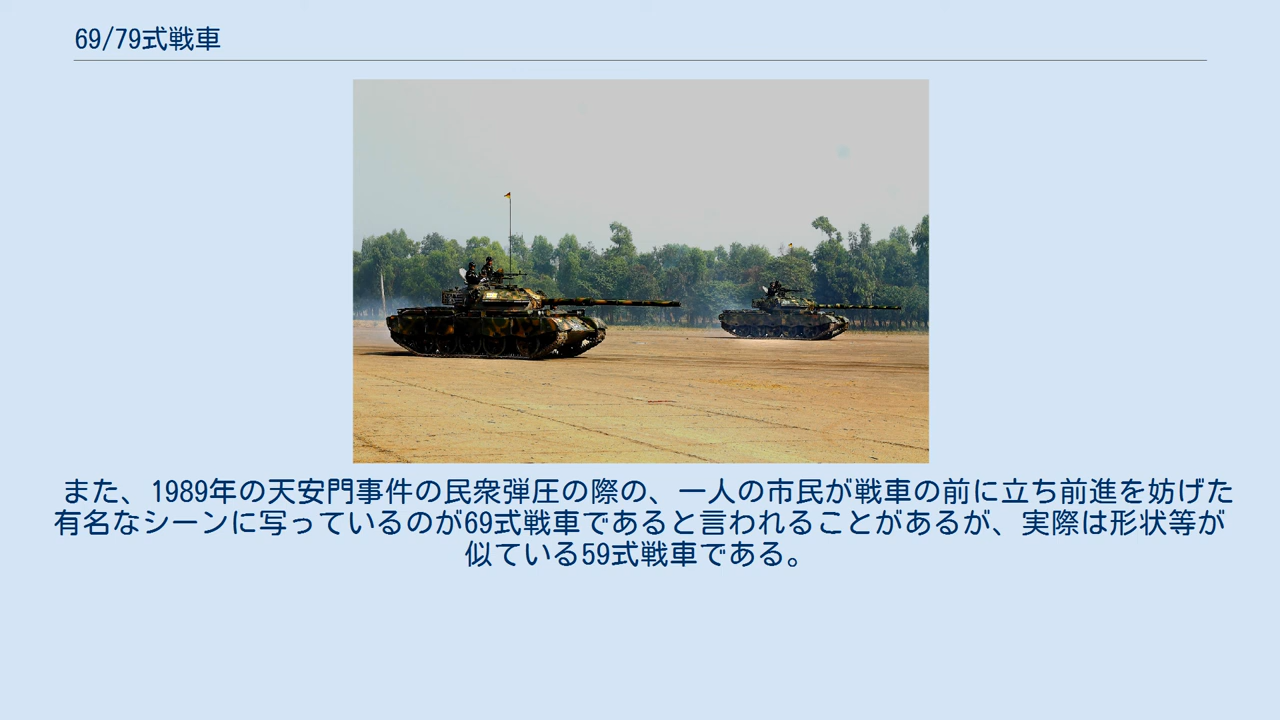 69/79式戦車
また、1989年の天安門事件の民衆弾圧の際の、一人の市民が戦車の前に立ち前進を妨げた
有名なシーンに写っているのが69式戦車であると言われることがあるが、実際は形状等が
似ている59式戦車である。